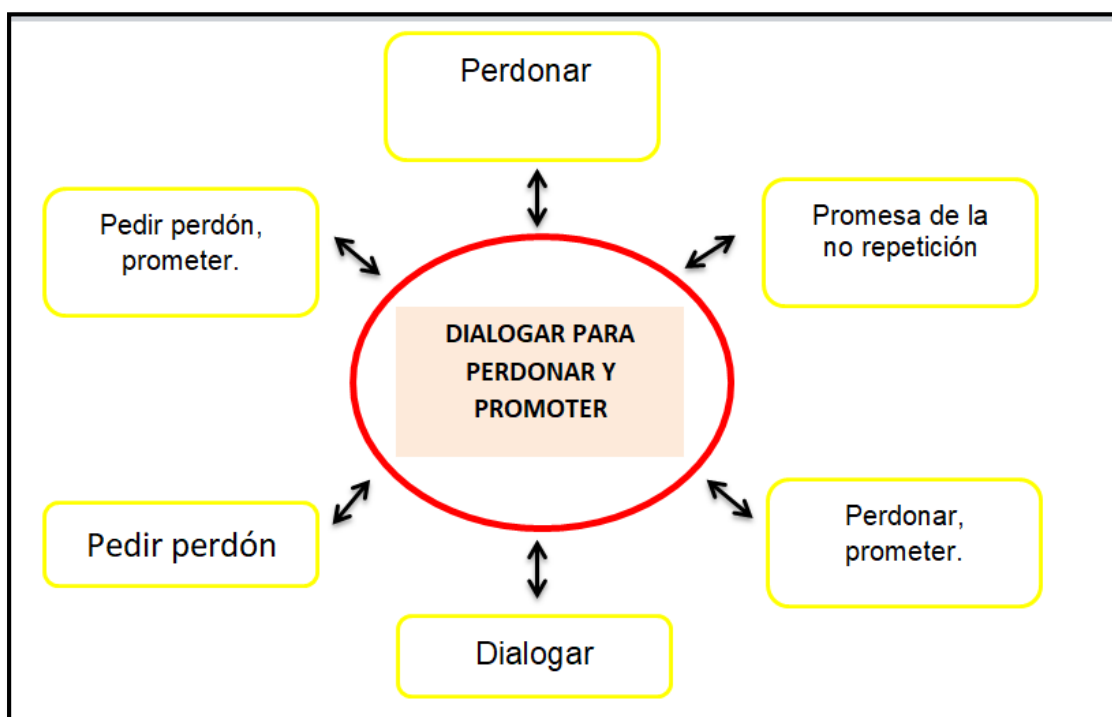 Perdonar
Pedir perdón,
prometer.
Promesa de la
no repetición
DIALOGAR PARA
PERDONAR Y
PROMOTER
Pedir perdón
Perdonar,
prometer.
Dialogar